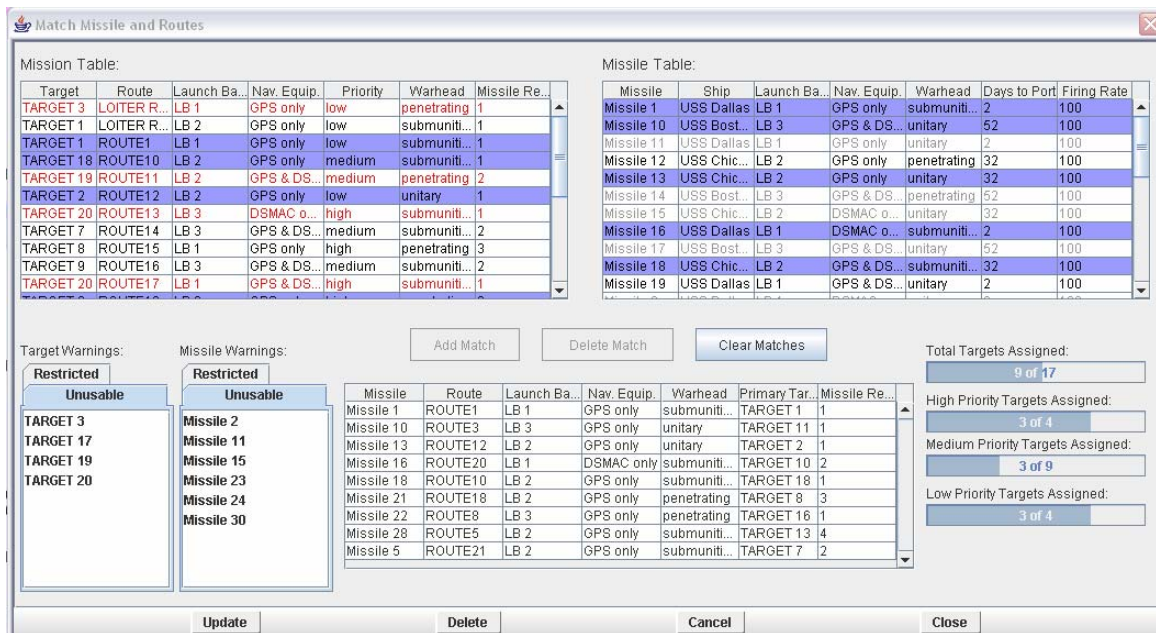 Match Missile and Routes
Mission Table:
Target Route Launch Ba... Nav. Equip. Priority Warhead Missile Re...
TARGET 3 LOITER R... LB 1 GPS only low penetrating 1
TARGET 1 LOITER R... LB 2 GPS only low submuniti... 1
TARGET 1 ROUTE1 LB 1 GPS only low submuniti... 1
TARGET 18 ROUTE10 LB 2 GPS only medium submuniti... 1
TARGET 19 ROUTE11 LB 2 GPS & DS... medium penetrating 2
TARGET 2 ROUTE12 LB 2 GPS only low unitary 1
TARGET 20 ROUTE13 LB 3 DSMAC o... high submuniti... 1
TARGET 7 ROUTE14 LB 3 GPS & DS... medium submuniti... 2
TARGET 8 ROUTE15 LB 1 GPS only high penetrating 3
TARGET 9 ROUTE16 LB 3 GPS & DS... medium submuniti... 2
TARGET 20 ROUTE17 LB 1 GPS & DS... high submuniti... 1
Missile Table:
Missile Ship Launch Ba... Nav. Equip. Warhead Days to Port Firing Rate
Missile 1 USS Dallas LB 1 GPS only submuniti... 2 100
Missile 10 USS Bost... LB 3 GPS & DS... unitary 52 100
Missile 11 USS Dallas LB 1 GPS only unitary 2 100
Missile 12 USS Chic... LB 2 GPS only penetrating 32 100
Missile 13 USS Chic... LB 2 GPS only unitary 32 100
Missile 14 USS Bost... LB 3 GPS & DS... penetrating 52 100
Missile 15 USS Chic... LB 2 DSMAC o... unitary 32 100
Missile 16 USS Dallas LB 1 DSMAC o... submuniti... 2 100
Missile 17 USS Bost... LB 3 GPS & DS... unitary 52 100
Missile 18 USS Chic... LB 2 GPS & DS... submuniti... 32 100
Missile 19 USS Dallas LB 1 GPS & DS... unitary 2 100
Add Match Delete Match Clear Matches
Target Warnings:
Restricted
Unusable
TARGET 3
TARGET 17
TARGET 19
TARGET 20
Missile Warnings:
Restricted
Unusable
Missile 2
Missile 11
Missile 15
Missile 23
Missile 24
Missile 30
Missile Route Launch Ba... Nav. Equip. Warhead Primary Tar... Missile Re...
Missile 1 ROUTE1 LB 1 GPS only submuniti... TARGET 1 1
Missile 10 ROUTE3 LB 3 GPS only unitary TARGET 11 1
Missile 13 ROUTE12 LB 2 GPS only unitary TARGET 2 1
Missile 16 ROUTE20 LB 1 DSMAC only submuniti... TARGET 10 2
Missile 18 ROUTE10 LB 2 GPS only submuniti... TARGET 18 1
Missile 21 ROUTE18 LB 2 GPS only penetrating TARGET 8 3
Missile 22 ROUTE8 LB 3 GPS only penetrating TARGET 16 1
Missile 28 ROUTE5 LB 2 GPS only submuniti... TARGET 13 4
Missile 5 ROUTE21 LB 2 GPS only submuniti... TARGET 7 2
Total Targets Assigned:
9 of 17
High Priority Targets Assigned:
3 of 4
Medium Priority Targets Assigned:
3 of 9
Low Priority Targets Assigned:
3 of 4
Update Delete Cancel Close